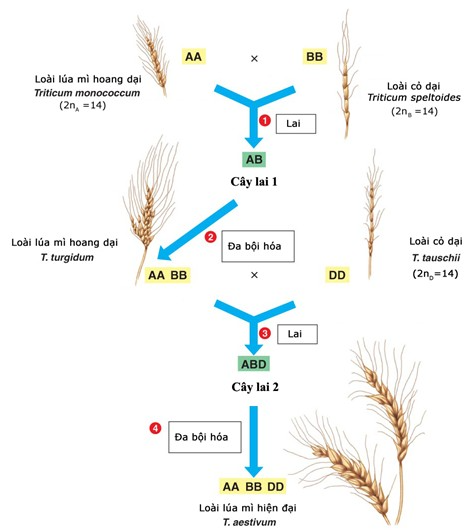 AA × BB
Loài lúa mì hoang dại
Triticum monococcum
(2nA =14)
Loài cỏ dại
Triticum speltoides
(2nB =14)
1 Lai
AB
Cây lai 1
2 Đa bội hóa
Loài lúa mì hoang dại
T. turgidum
Loài cỏ dại
T. tauschii
(2nD=14)
AA BB × DD
3 Lai
ABD
Cây lai 2
4 Đa bội hóa
AA BB DD
Loài lúa mì hiện đại
T. aestivum